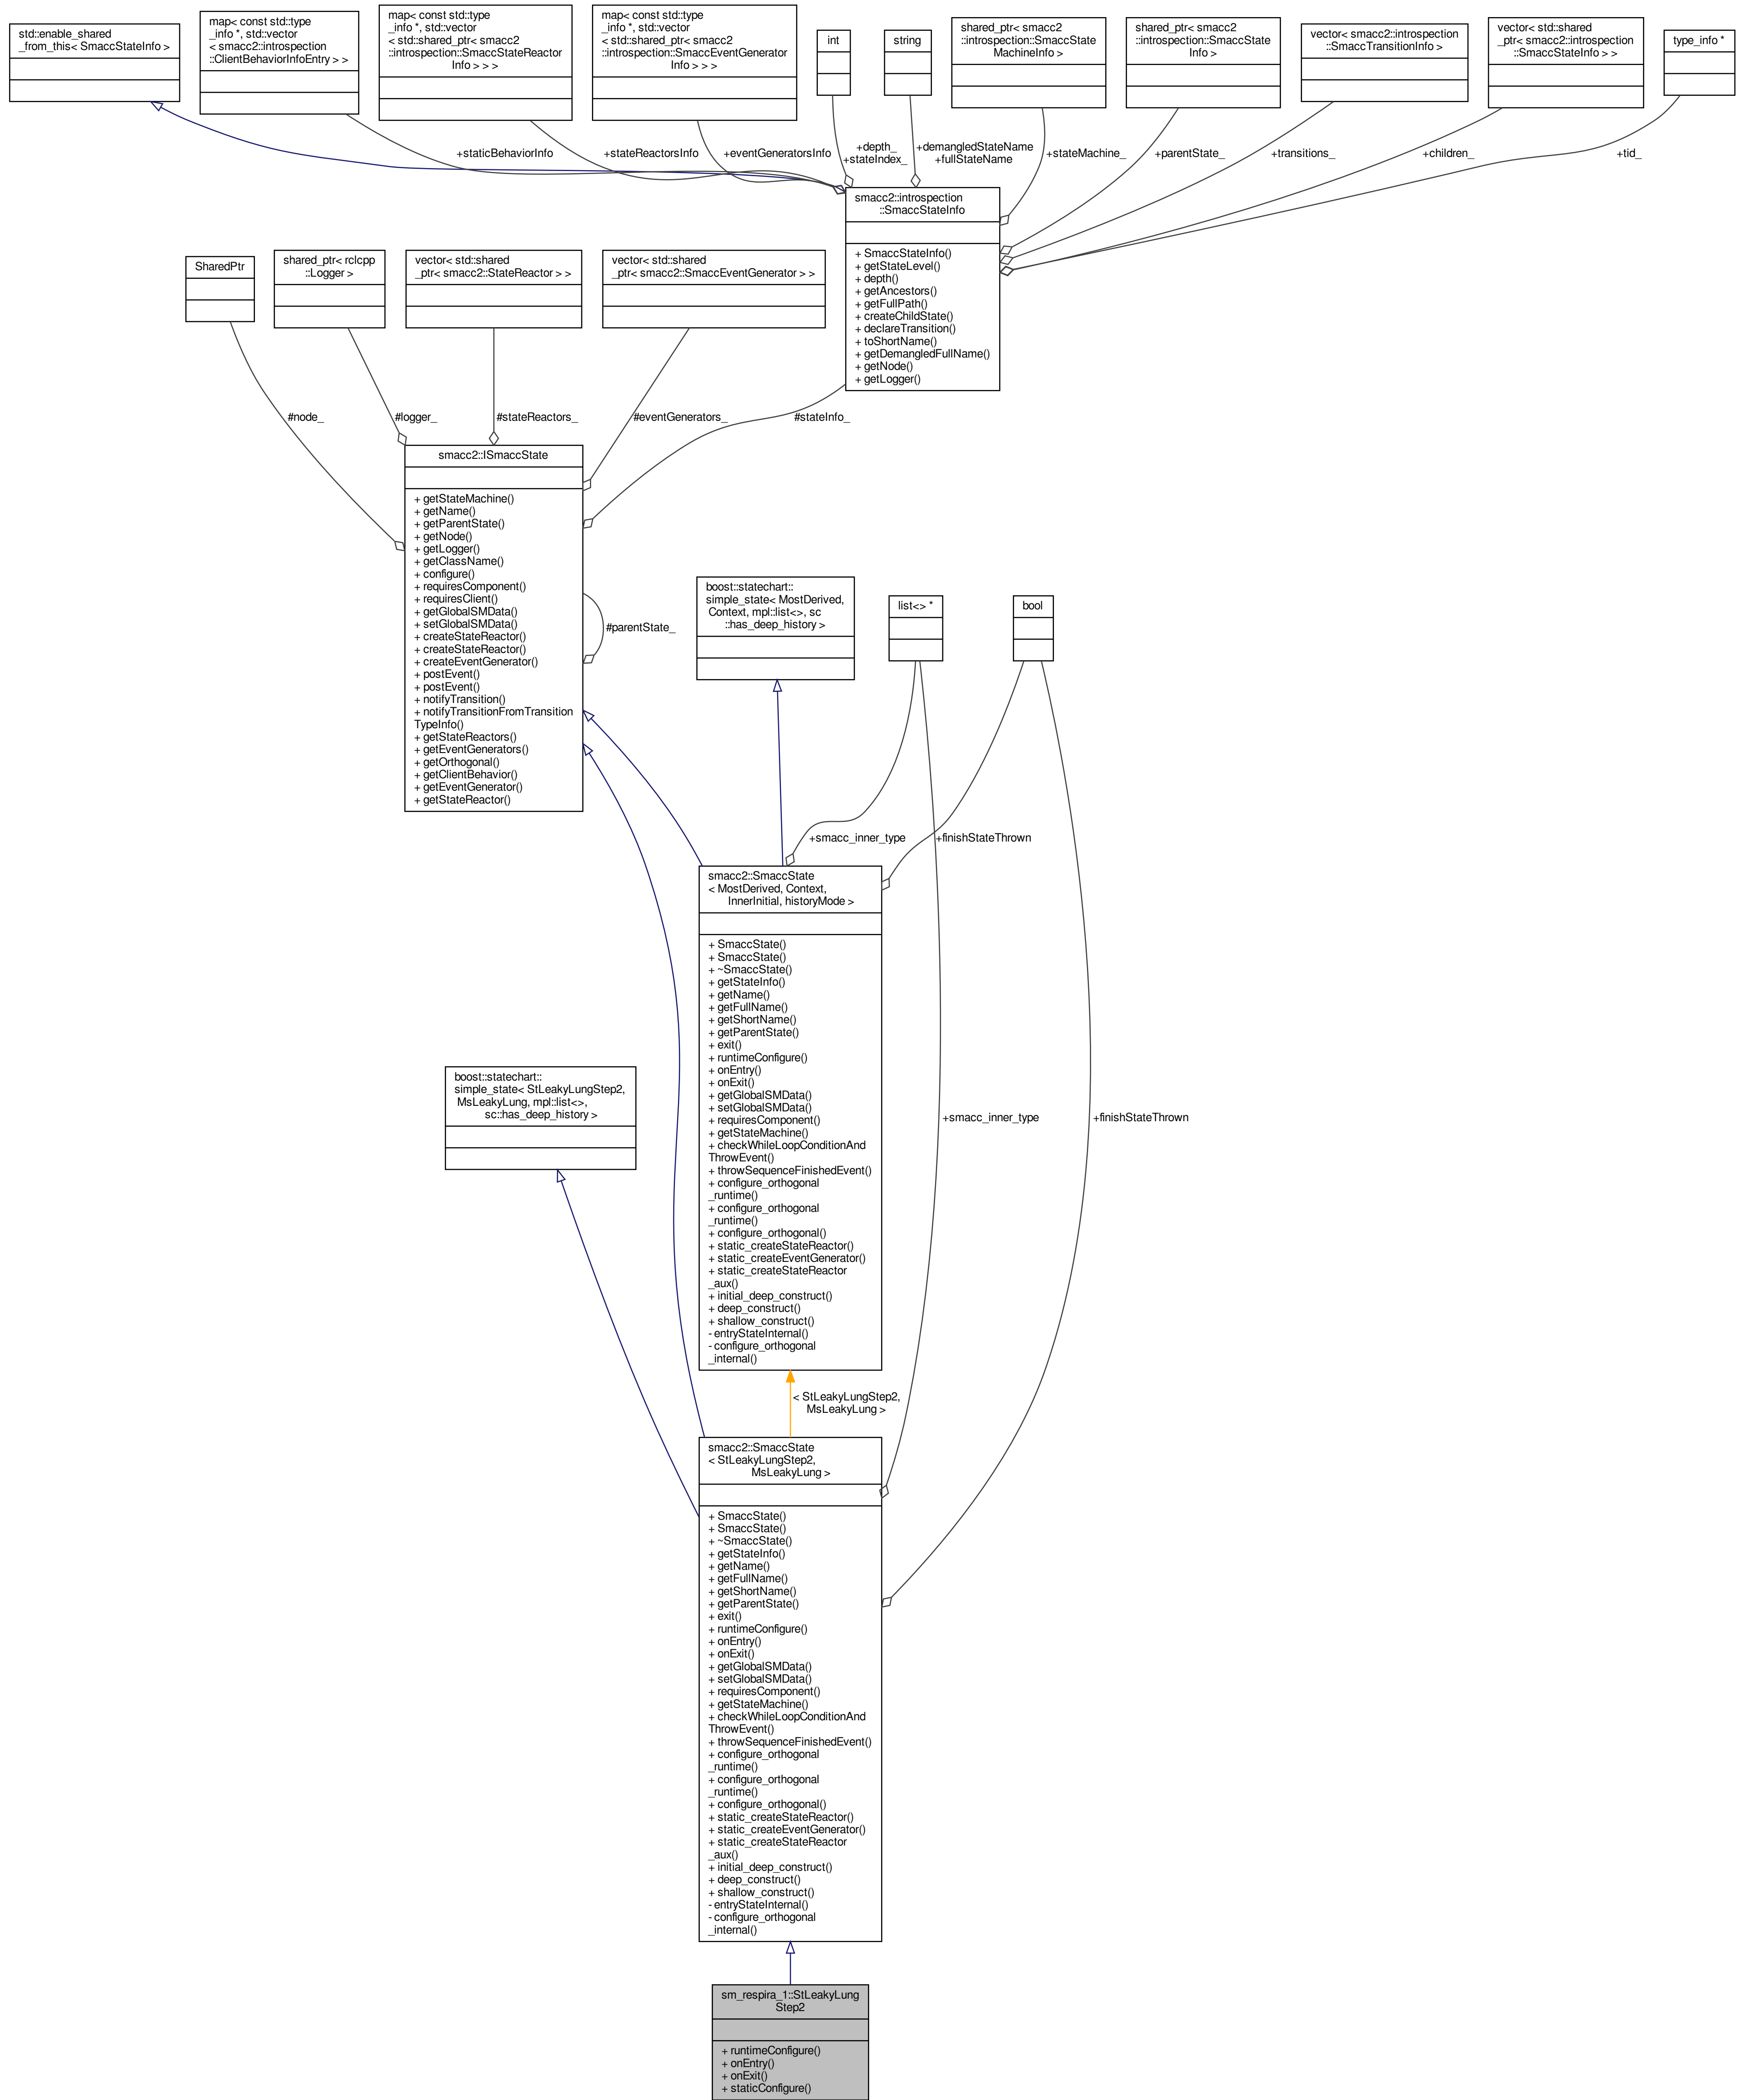 std::enable_shared
_from_this< SmaccStateInfo >
map< const std::type
_info *, std::vector
< smacc2::introspection
::ClientBehaviorInfoEntry > >
map< const std::type
_info *, std::vector
< std::shared_ptr< smacc2
::introspection::SmaccStateReactor
Info > > >
map< const std::type
_info *, std::vector
< std::shared_ptr< smacc2
::introspection::SmaccEventGenerator
Info > > >
int
string
shared_ptr< smacc2
::introspection::SmaccState
MachineInfo >
shared_ptr< smacc2
::introspection::SmaccState
Info >
vector< smacc2::introspection
::SmaccTransitionInfo >
vector< std::shared
_ptr< smacc2::introspection
::SmaccStateInfo > >
type_info *
+staticBehaviorInfo
+stateReactorsInfo
+eventGeneratorsInfo
+depth_
+stateIndex_
+demangledStateName
+fullStateName
+stateMachine_
+parentState_
+transitions_
+children_
+tid_
smacc2::introspection
::SmaccStateInfo
+ SmaccStateInfo()
+ getStateLevel()
+ depth()
+ getAncestors()
+ getFullPath()
+ createChildState()
+ declareTransition()
+ toShortName()
+ getDemangledFullName()
+ getNode()
+ getLogger()
SharedPtr
shared_ptr< rclcpp
::Logger >
vector< std::shared
_ptr< smacc2::StateReactor > >
vector< std::shared
_ptr< smacc2::SmaccEventGenerator > >
#node_
#logger_
#stateReactors_
#eventGenerators_
#stateInfo_
smacc2::ISmaccState
+ getStateMachine()
+ getName()
+ getParentState()
+ getNode()
+ getLogger()
+ getClassName()
+ configure()
+ requiresComponent()
+ requiresClient()
+ getGlobalSMData()
+ setGlobalSMData()
+ createStateReactor()
+ createStateReactor()
+ createEventGenerator()
+ postEvent()
+ postEvent()
+ notifyTransition()
+ notifyTransitionFromTransition
TypeInfo()
+ getStateReactors()
+ getEventGenerators()
+ getOrthogonal()
+ getClientBehavior()
+ getEventGenerator()
+ getStateReactor()
#parentState_
boost::statechart::
simple_state< MostDerived,
Context, mpl::list<>, sc
::has_deep_history >
list<> *
bool
+smacc_inner_type
+finishStateThrown
smacc2::SmaccState
< MostDerived, Context,
InnerInitial, historyMode >
+ SmaccState()
+ SmaccState()
+ ~SmaccState()
+ getStateInfo()
+ getName()
+ getFullName()
+ getShortName()
+ getParentState()
+ exit()
+ runtimeConfigure()
+ onEntry()
+ onExit()
+ getGlobalSMData()
+ setGlobalSMData()
+ requiresComponent()
+ getStateMachine()
+ checkWhileLoopConditionAnd
ThrowEvent()
+ throwSequenceFinishedEvent()
+ configure_orthogonal
_runtime()
+ configure_orthogonal
_runtime()
+ configure_orthogonal()
+ static_createStateReactor()
+ static_createEventGenerator()
+ static_createStateReactor
_aux()
+ initial_deep_construct()
+ deep_construct()
+ shallow_construct()
- entryStateInternal()
- configure_orthogonal
_internal()
boost::statechart::
simple_state< StLeakyLungStep2,
MsLeakyLung, mpl::list<>,
sc::has_deep_history >
+smacc_inner_type
+finishStateThrown
< StLeakyLungStep2,
MsLeakyLung >
smacc2::SmaccState
< StLeakyLungStep2,
MsLeakyLung >
+ SmaccState()
+ SmaccState()
+ ~SmaccState()
+ getStateInfo()
+ getName()
+ getFullName()
+ getShortName()
+ getParentState()
+ exit()
+ runtimeConfigure()
+ onEntry()
+ onExit()
+ getGlobalSMData()
+ setGlobalSMData()
+ requiresComponent()
+ getStateMachine()
+ checkWhileLoopConditionAnd
ThrowEvent()
+ throwSequenceFinishedEvent()
+ configure_orthogonal
_runtime()
+ configure_orthogonal
_runtime()
+ configure_orthogonal()
+ static_createStateReactor()
+ static_createEventGenerator()
+ static_createStateReactor
_aux()
+ initial_deep_construct()
+ deep_construct()
+ shallow_construct()
- entryStateInternal()
- configure_orthogonal
_internal()
sm_respira_1::StLeakyLung
Step2
+ runtimeConfigure()
+ onEntry()
+ onExit()
+ staticConfigure()